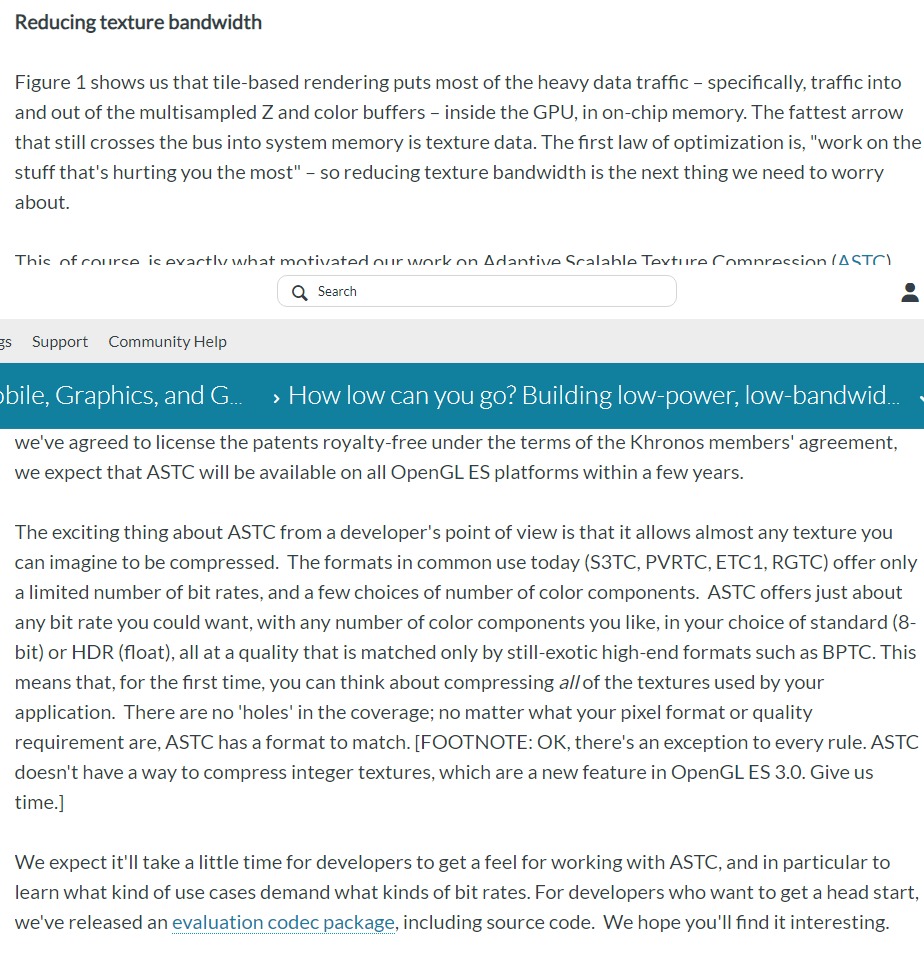 Reducing texture bandwidth
Figure 1 shows us that tile-based rendering puts most of the heavy data traffic – specifically, traffic into
and out of the multisampled Z and color buffers – inside the GPU, in on-chip memory. The fastest arrow
that still crosses the bus into system memory is texture data. The first law of optimization is, "work on the
stuff that's hurting you the most" – so reducing texture bandwidth is the next thing we need to worry
about.
This, of course, is exactly what motivated our work on Adaptive Scalable Texture Compression (ASTC)
Search
gs Support Community Help
obile, Graphics, and G... › How low can you go? Building low-power, low-bandwid...
we've agreed to license the patents royalty-free under the terms of the Khronos members' agreement,
we expect that ASTC will be available on all OpenGL ES platforms within a few years.
The exciting thing about ASTC from a developer's point of view is that it allows almost any texture you
can imagine to be compressed.  The formats in common use today (S3TC, PVRTC, ETC1, RGTC) offer only
a limited number of bit rates, and a few choices of number of color components.  ASTC offers just about
any bit rate you could want, with any number of color components you like, in your choice of standard (8-
bit) or HDR (float), all at a quality that is matched only by still-exotic high-end formats such as BPTC. This
means that, for the first time, you can think about compressing all of the textures used by your
application.  There are no 'holes' in the coverage; no matter what your pixel format or quality
requirement are, ASTC has a format to match. [FOOTNOTE: OK, there's an exception to every rule. ASTC
doesn't have a way to compress integer textures, which are a new feature in OpenGL ES 3.0. Give us
time.]
We expect it'll take a little time for developers to get a feel for working with ASTC, and in particular to
learn what kind of use cases demand what kinds of bit rates. For developers who want to get a head start,
we've released an evaluation codec package, including source code.  We hope you'll find it interesting.